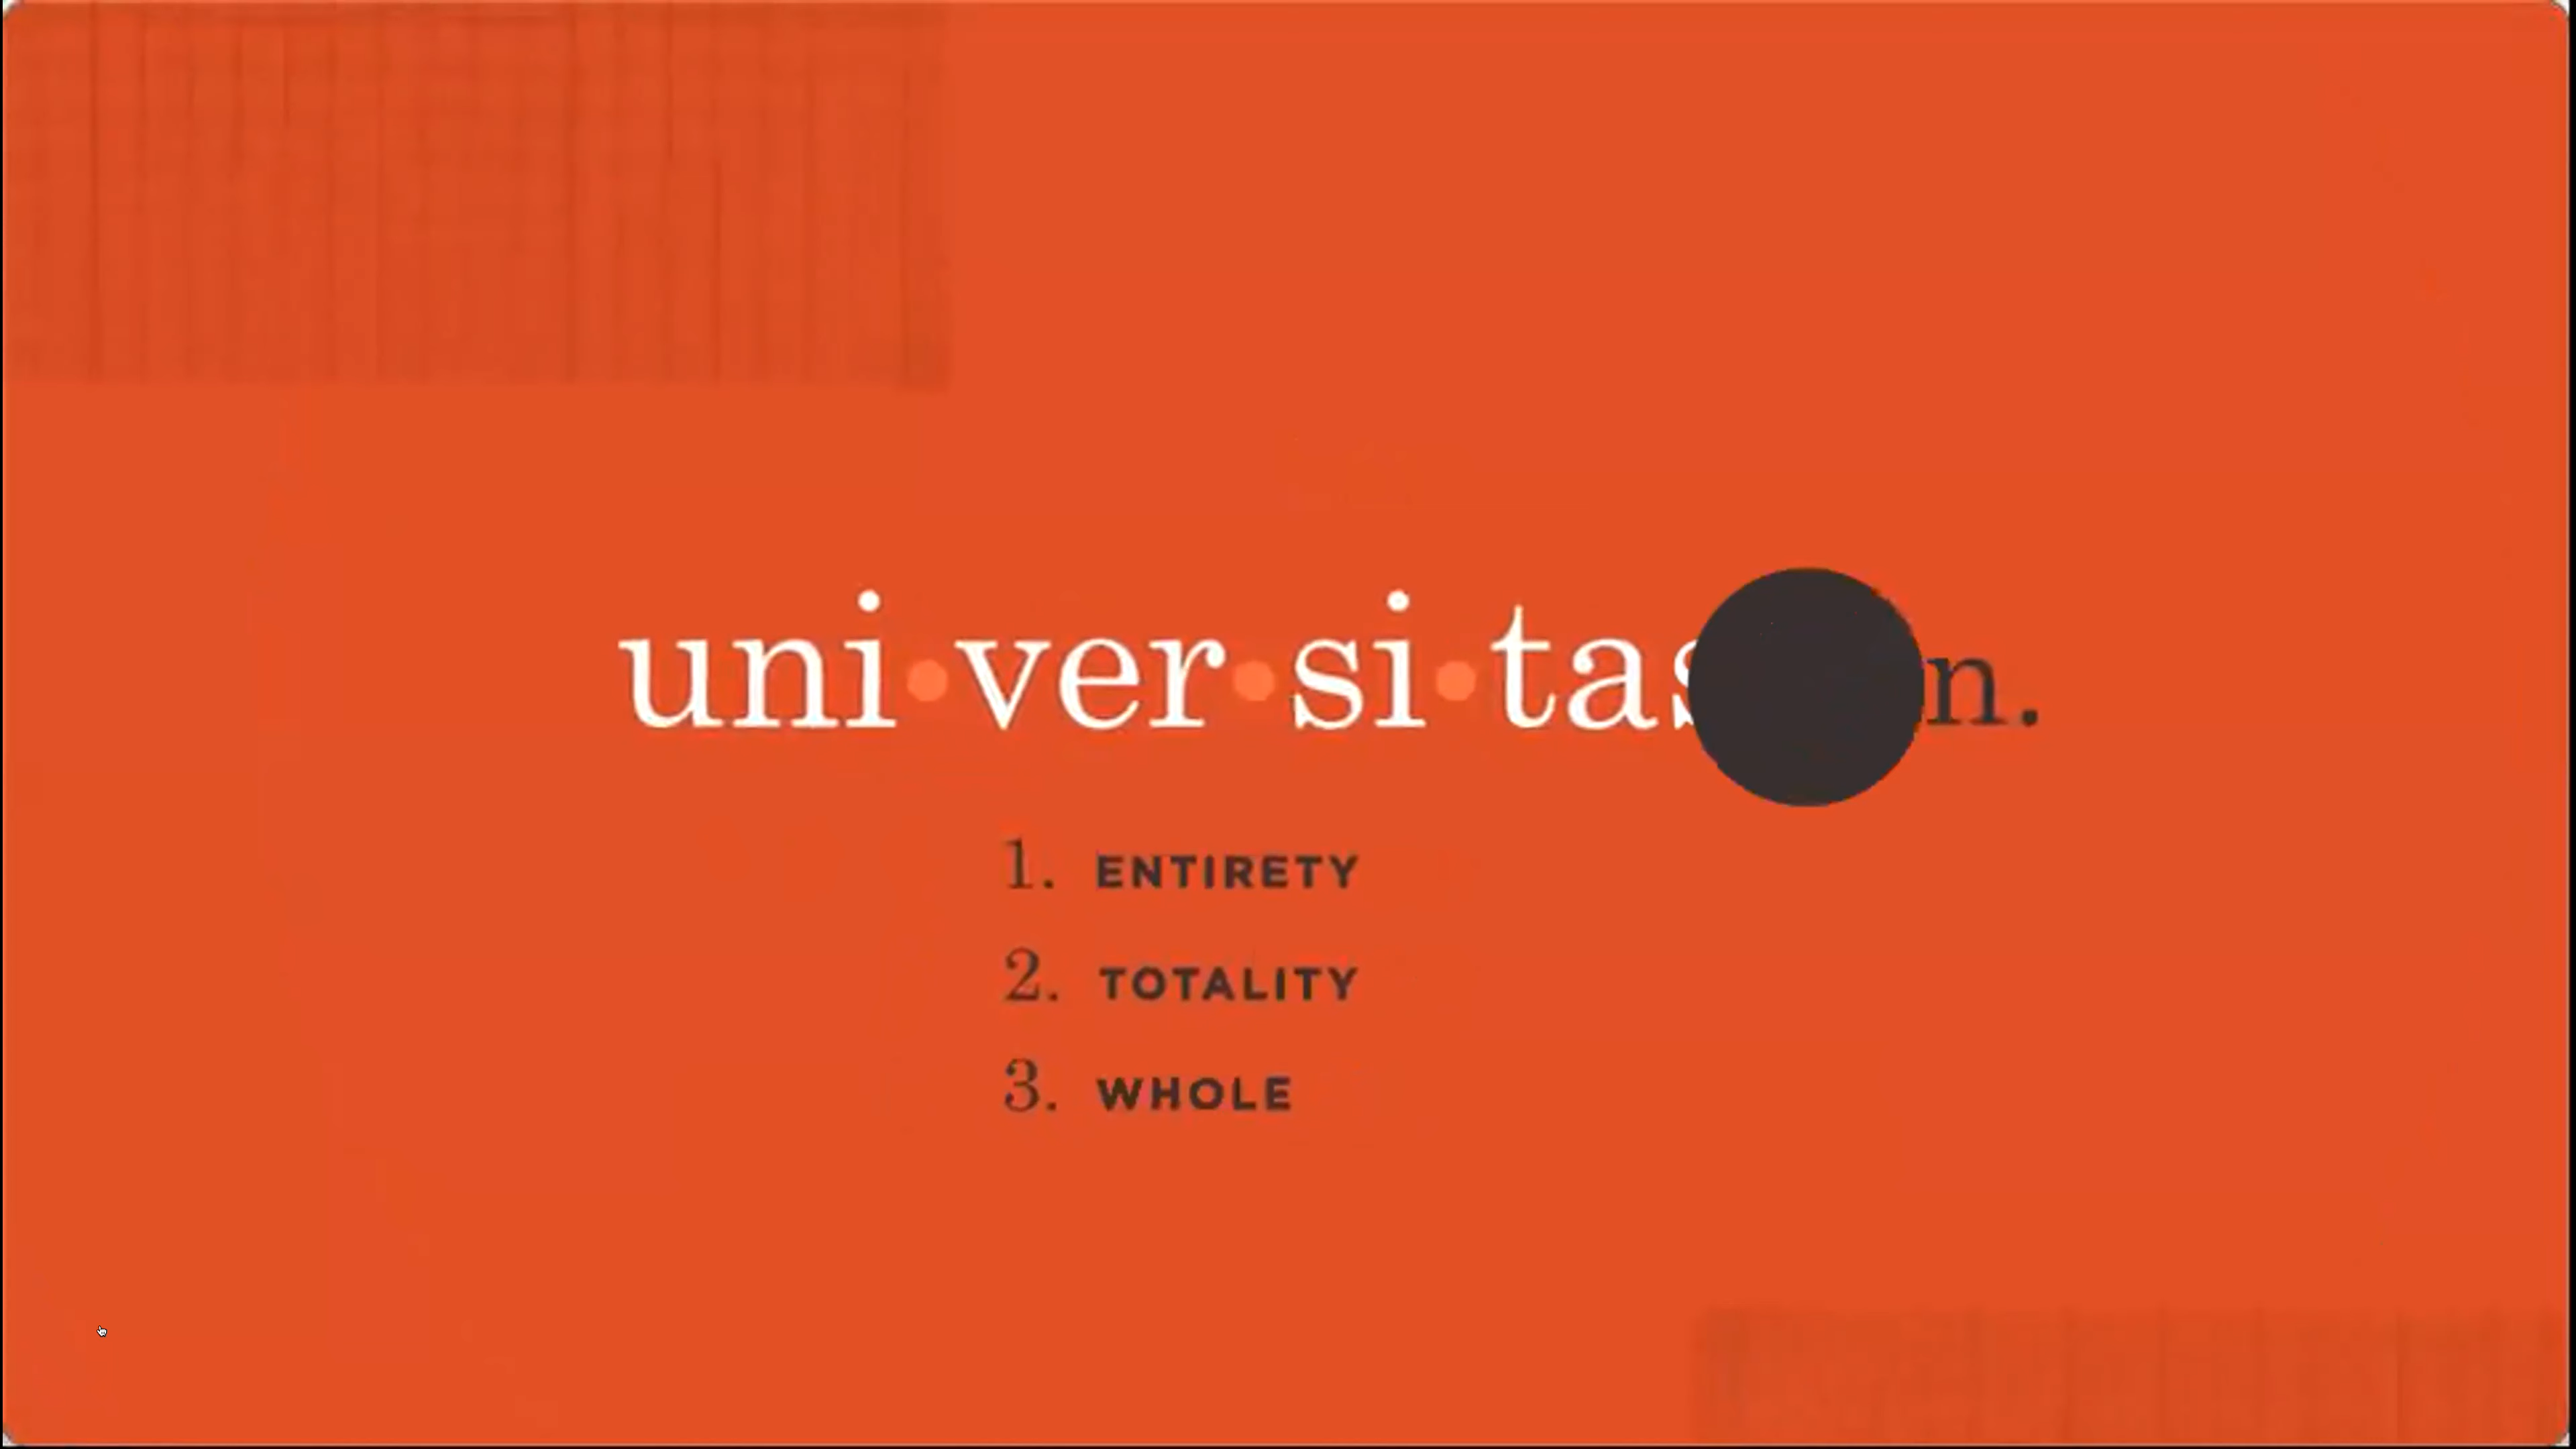 uni·ver·si·tas n.
1. ENTIRETY
2. TOTALITY
3. WHOLE